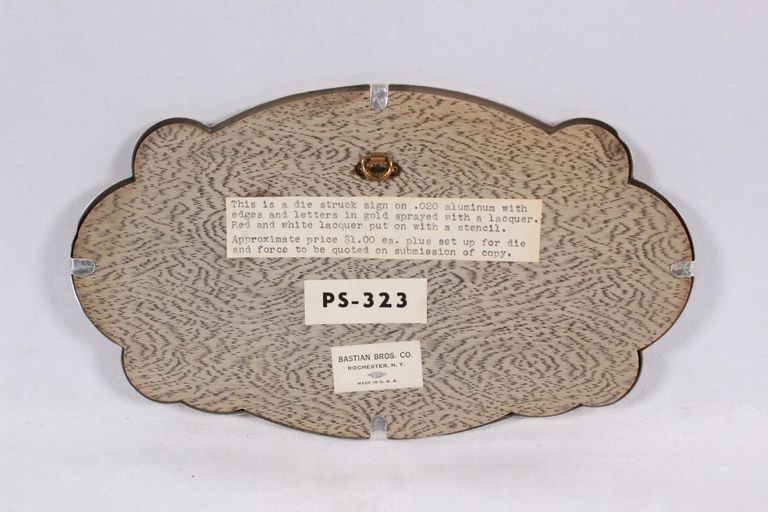 This is a die struck sign on .020 aluminum with
edges and letters in gold sprayed with a lacquer.
Red and white lacquer put on with a stencil.
Approximate price $1.00 ea. plus set up for die
and force to be quoted on submission of copy.
PS-323
BASTIAN BROS. CO.
ROCHESTER, N. Y.
MADE IN U. S. A.